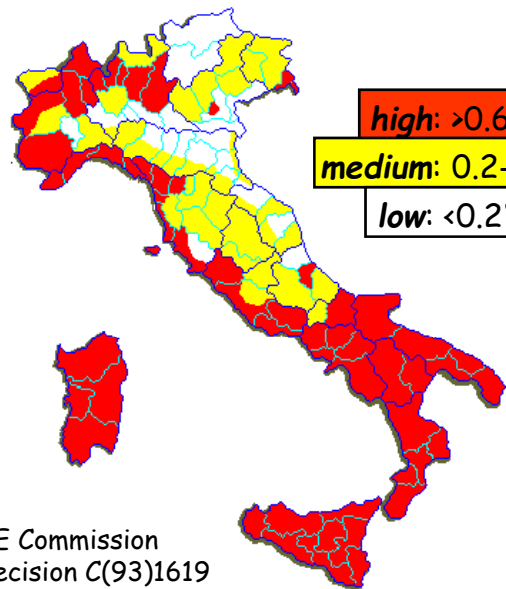 high: >0.6
medium: 0.2-
low: <0.2
E Commission
ecision C(93)1619